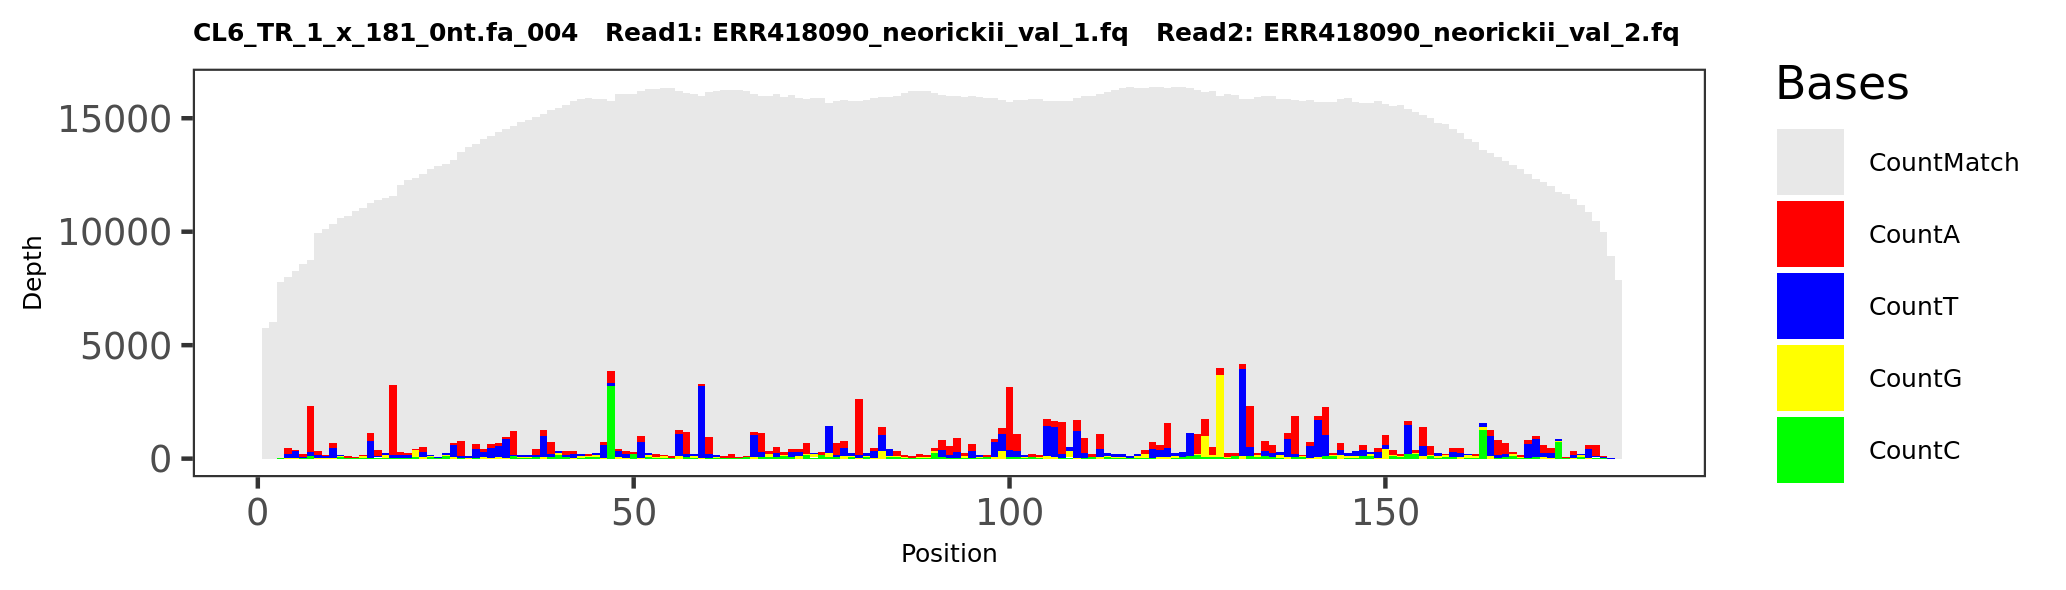 CL6_TR_1_x_181_0nt.fa_004   Read1: ERR418090_neorickii_val_1.fq   Read2: ERR418090_neorickii_val_2.fq
Depth
15000
10000
5000
0
0 50 100 150
Position
Bases
CountMatch
CountA
CountT
CountG
CountC